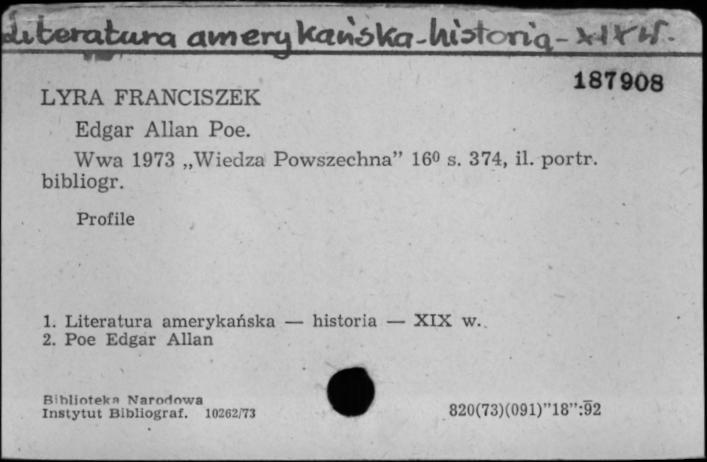 Literatura amerykańska - historia - XIX w.
187908
LYRA FRANCISZEK
Edgar Allan Poe.
Wwa 1973 „Wiedza Powszechna” 16⁰ s. 374, il. portr.
bibliogr.
Profile
1. Literatura amerykańska — historia — XIX w.
2. Poe Edgar Allan
Biblioteka Narodowa
Instytut Bibliograf. 10262/73
820(73)(091)”18”:92